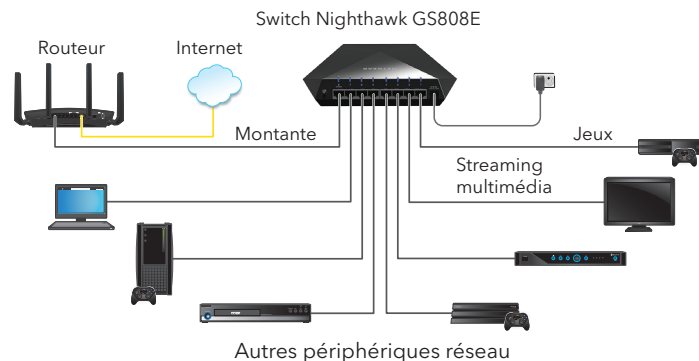 Switch Nighthawk GS808E
Routeur
Internet
Montante
Jeux
Streaming
multimédia
Autres périphériques réseau